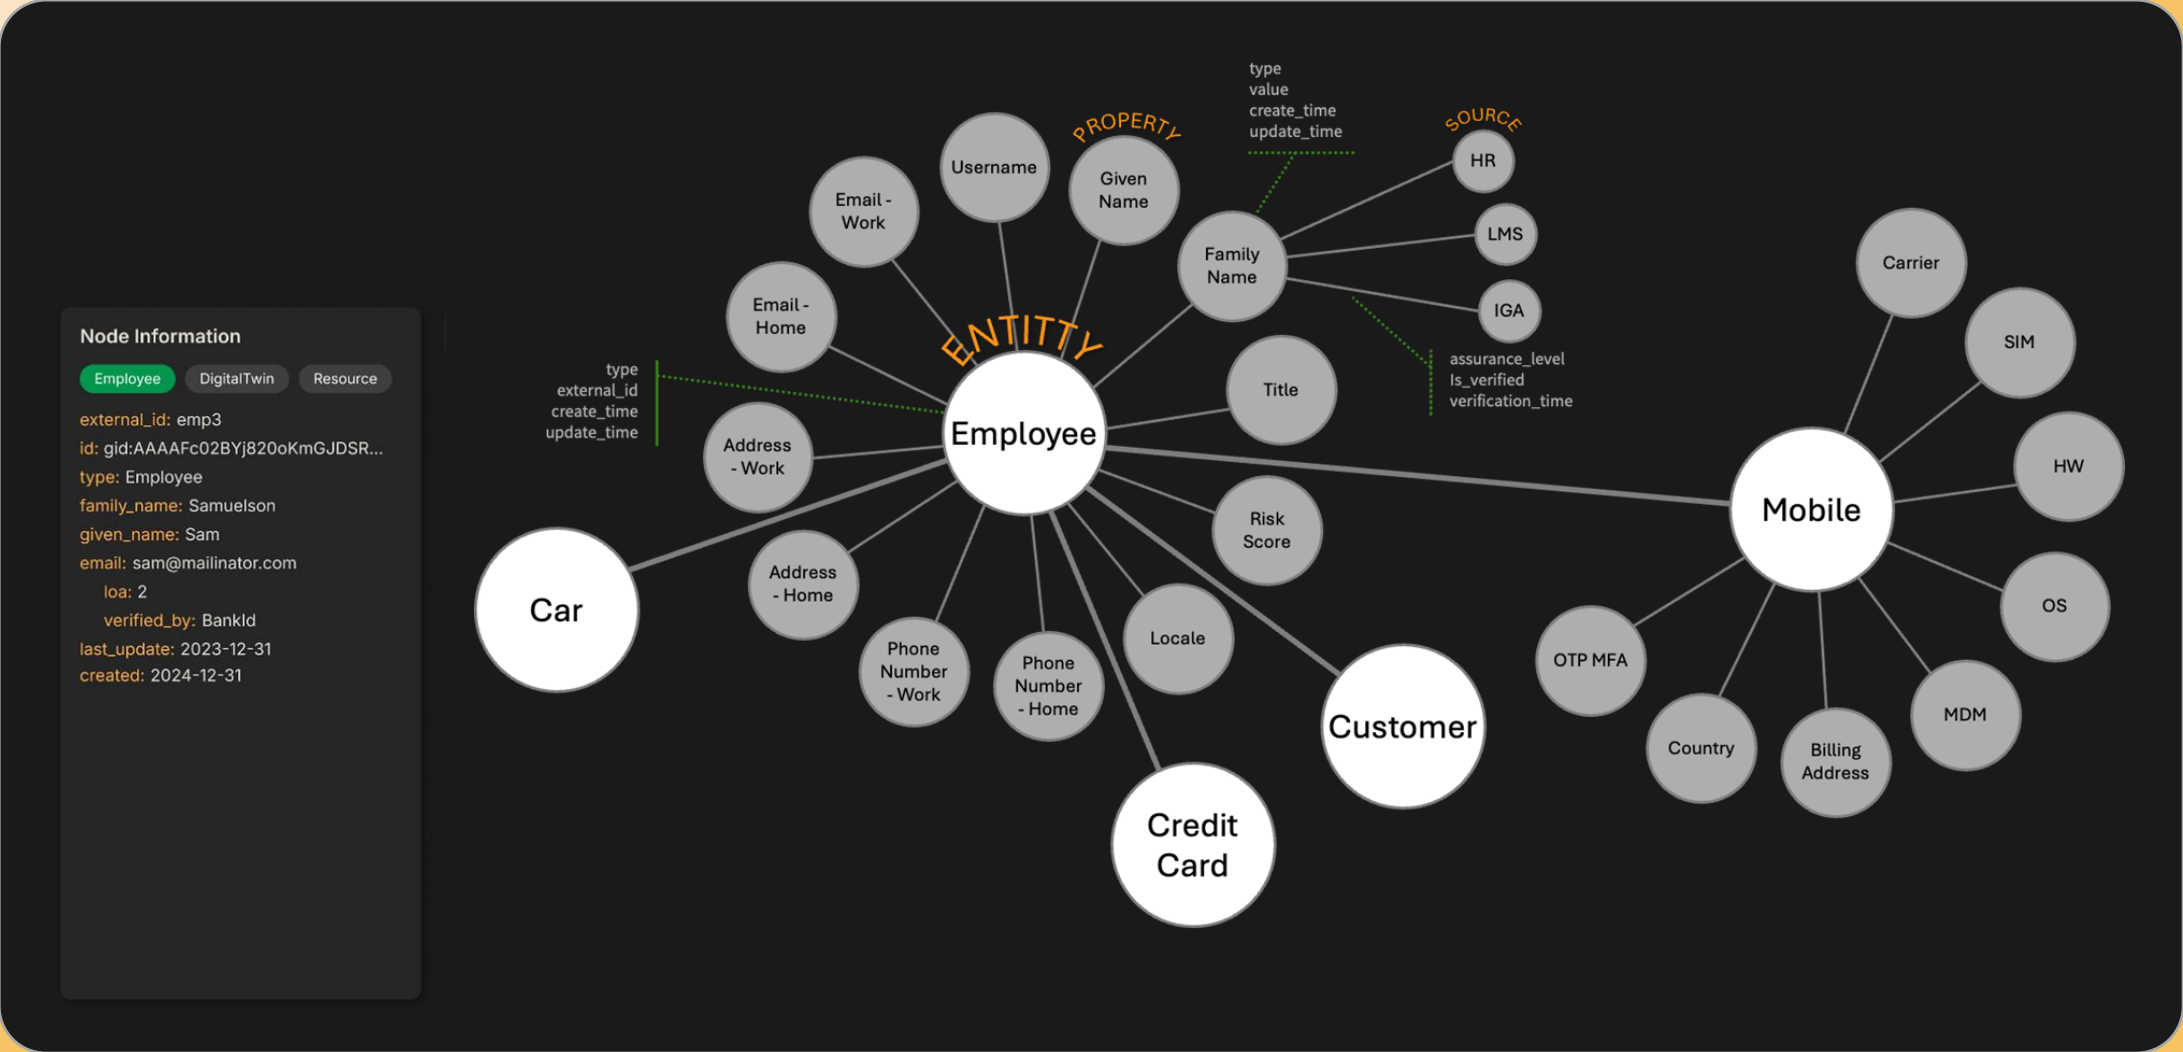 Node Information
Employee
DigitalTwin
Resource
external_id: emp3
id: gid:AAAAFc02BYj820oKmGJDSR...
type: Employee
family_name: Samuelson
given_name: Sam
email: sam@mailinator.com
loa: 2
verified_by: BankId
last_update: 2023-12-31
created: 2024-12-31
type
external_id
create_time
update_time
ENTITTY
Employee
Email -
Home
Email -
Work
Username
PROPERTY
Given
Name
Family
Name
type
value
create_time
update_time
SOURCE
HR
LMS
IGA
assurance_level
Is_verified
verification_time
Title
Risk
Score
Locale
Phone
Number
- Home
Phone
Number
- Work
Address
- Home
Address
- Work
Car
Credit
Card
Customer
Mobile
Carrier
SIM
HW
OS
MDM
Billing
Address
Country
OTP MFA